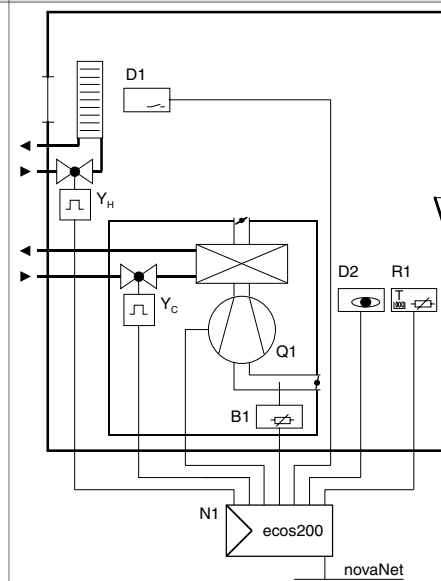 D1
Y_H
D2
R1
T
Y_C
Q1
B1
N1
ecos200
novaNet